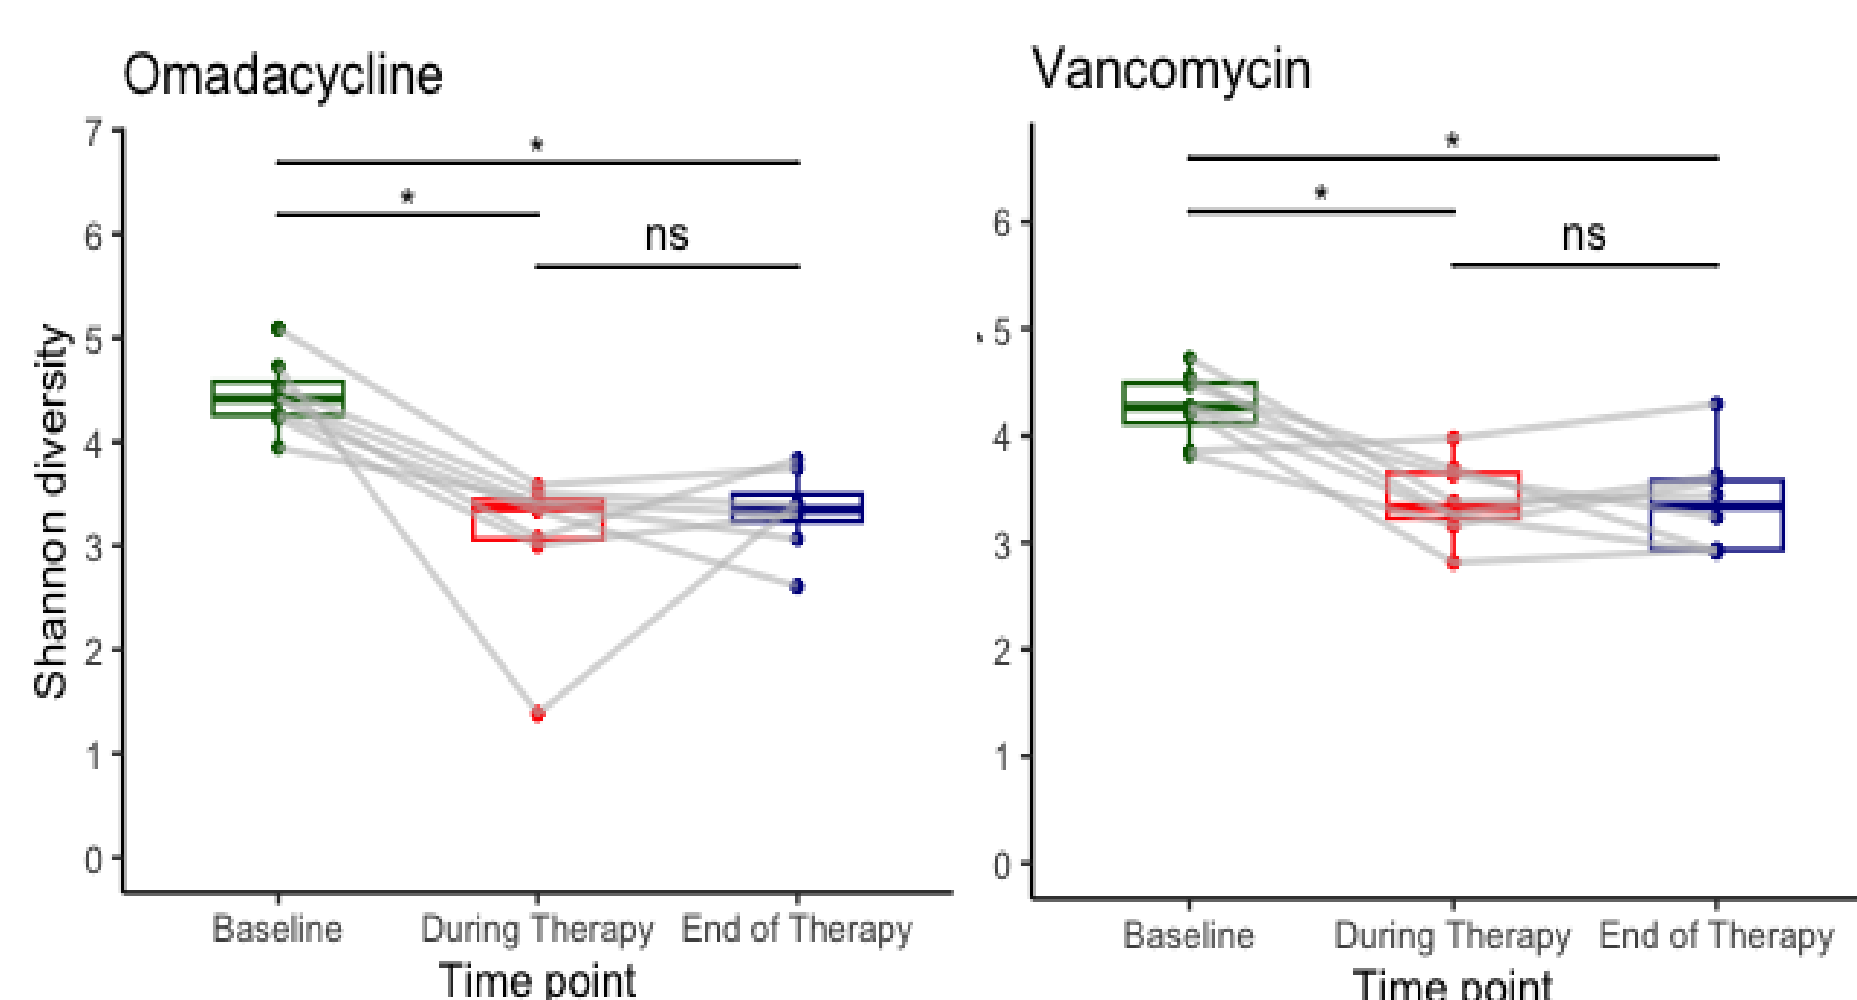 Omadacycline
Vancomycin
Shannon diversity
7
6
5
4
3
2
1
0
*
*
ns
Baseline
During Therapy
End of Therapy
Time point
6
5
4
3
2
1
0
*
*
ns
Baseline
During Therapy
End of Therapy
Time point